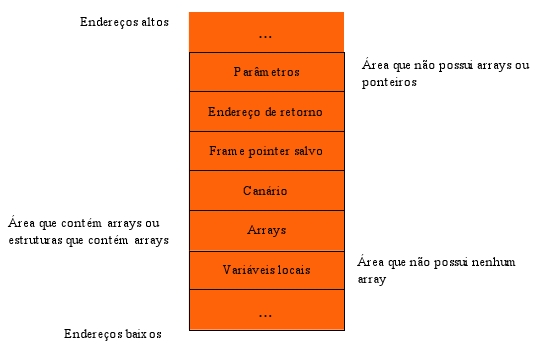 Endereços altos
...
Parâmetros
Área que não possui arrays ou
ponteiros
Endereço de retorno
Frame pointer salvo
Canário
Área que contém arrays ou
estruturas que contém arrays
Arrays
Variáveis locais
Área que não possui nenhum
array
...
Endereços baixos